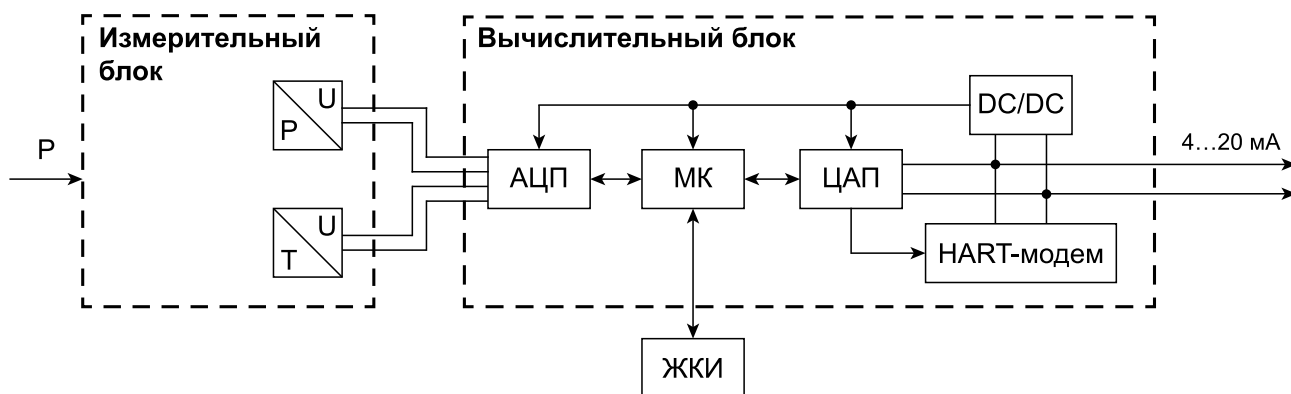 Измерительный
блок
Вычислительный блок
U
P
DC/DC
P
4...20 мА
АЦП
МК
ЦАП
U
T
HART-модем
ЖКИ